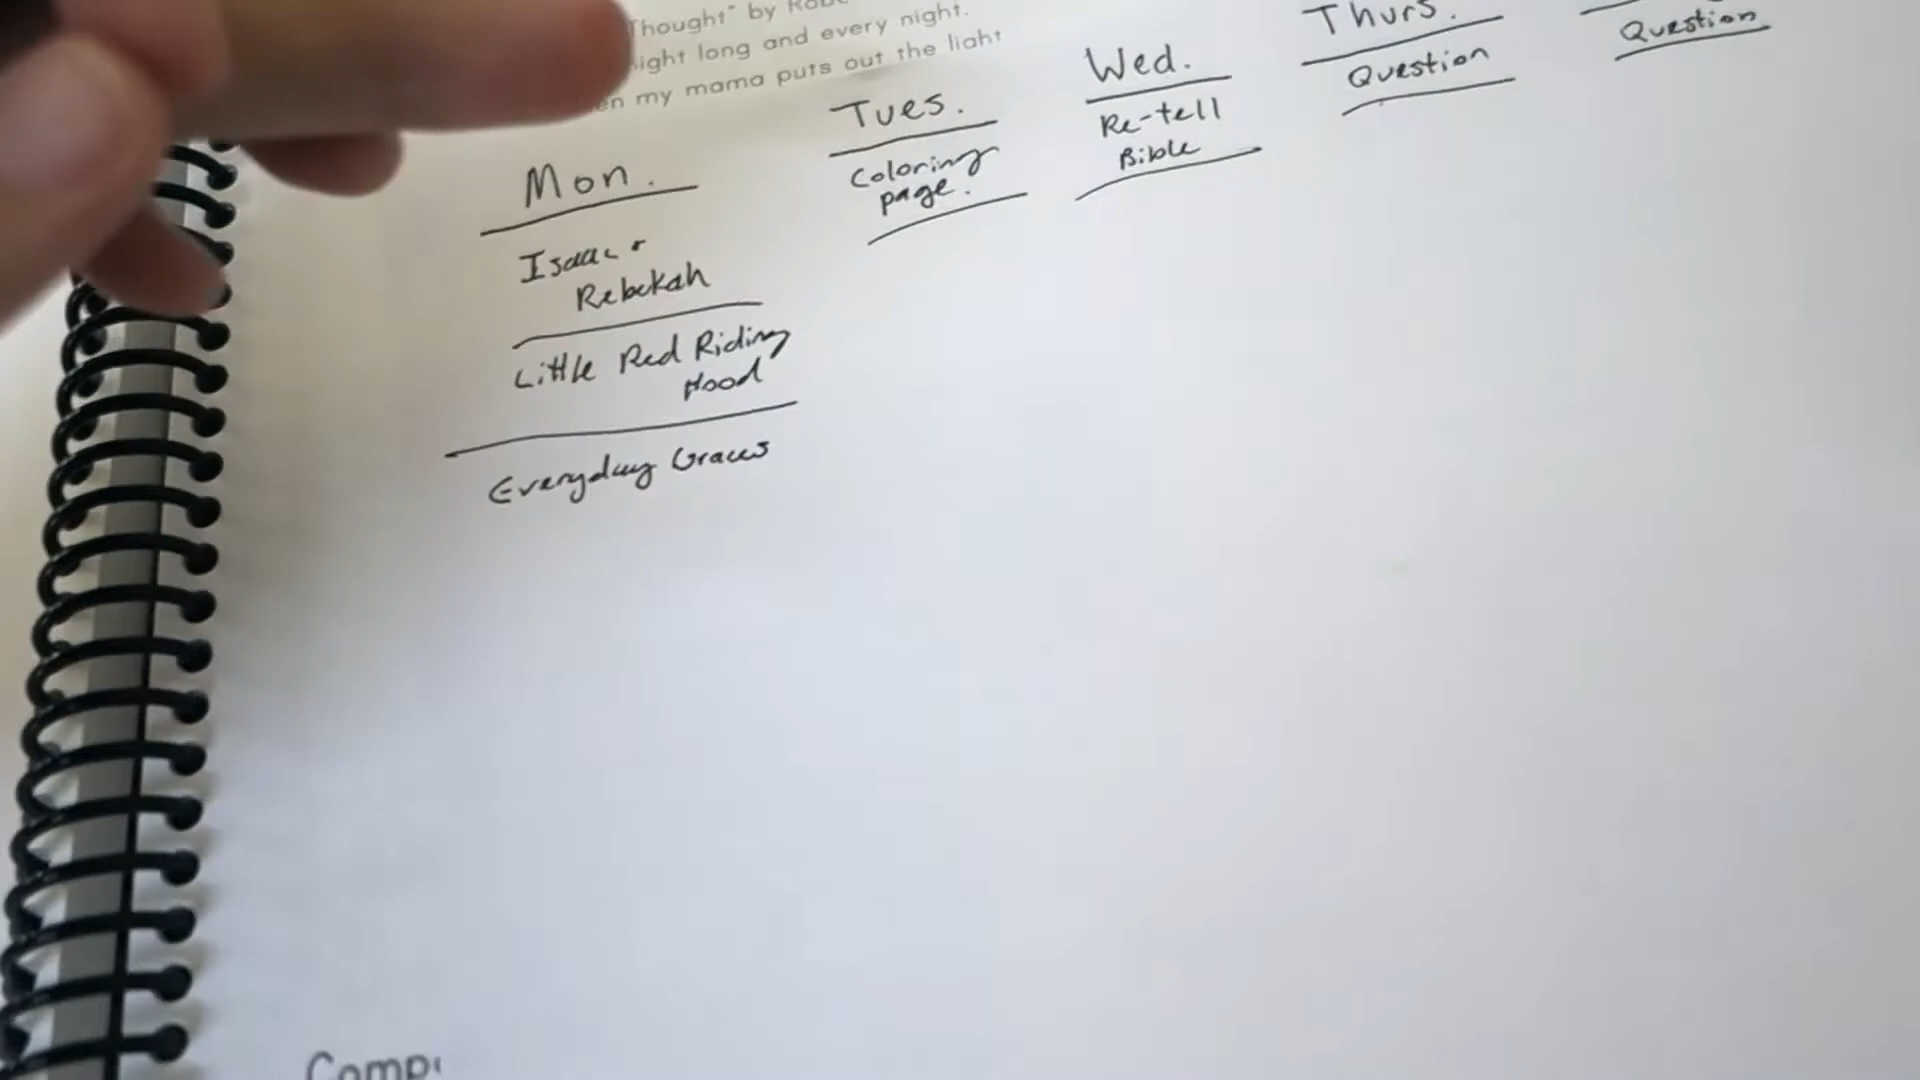 Thought" by
ight long and every night.
my mama puts out the light
Mon.
Isaac &
Rebekah
Little Red Riding
Hood
Everyday Graces
Tues.
Coloring
page.
Wed.
Re-tell
Bible
Thurs.
Question
Question